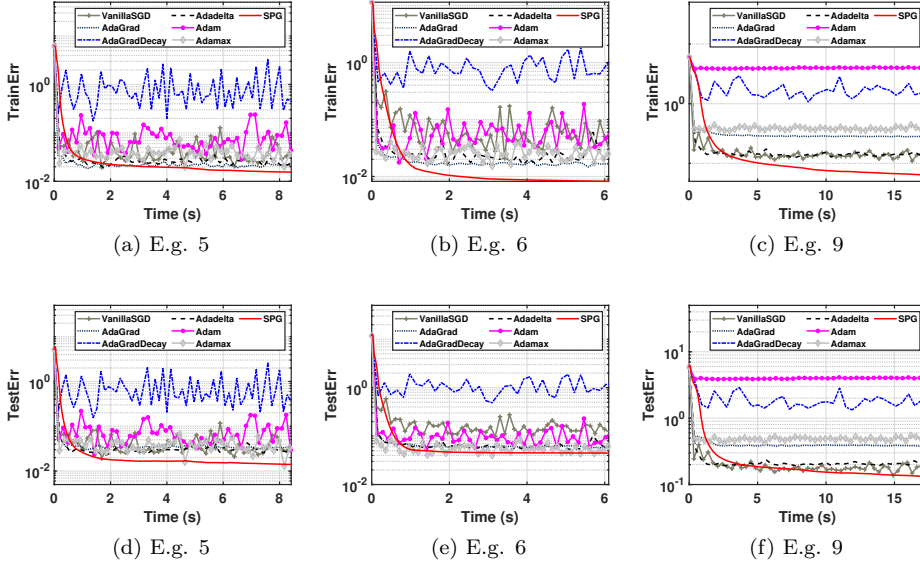 VanillaSGD Adadelta SPG
AdaGrad Adam
AdaGradDecay Adamax
TrainErr
10^0
10^-2
0 2 4 6 8
Time (s)
(a) E.g. 5
VanillaSGD Adadelta SPG
AdaGrad Adam
AdaGradDecay Adamax
TrainErr
10^0
10^-2
0 2 4 6
Time (s)
(b) E.g. 6
VanillaSGD Adadelta SPG
AdaGrad Adam
AdaGradDecay Adamax
TrainErr
10^0
0 5 10 15
Time (s)
(c) E.g. 9
VanillaSGD Adadelta SPG
AdaGrad Adam
AdaGradDecay Adamax
TestErr
10^0
10^-2
0 2 4 6 8
Time (s)
(d) E.g. 5
VanillaSGD Adadelta SPG
AdaGrad Adam
AdaGradDecay Adamax
TestErr
10^0
10^-2
0 2 4 6
Time (s)
(e) E.g. 6
VanillaSGD Adadelta SPG
AdaGrad Adam
AdaGradDecay Adamax
TestErr
10^1
10^0
10^-1
0 5 10 15
Time (s)
(f) E.g. 9